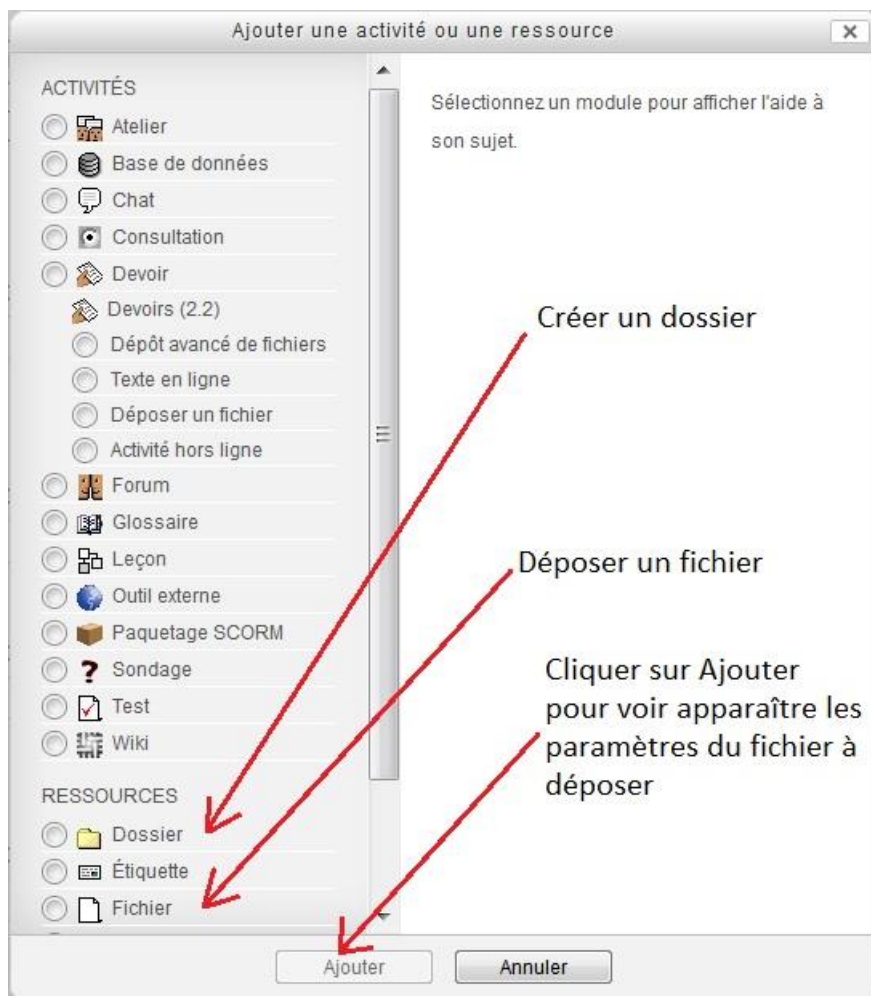 Ajouter une activité ou une ressource
ACTIVITÉS
Atelier
Base de données
Chat
Consultation
Devoir
Devoirs (2.2)
Dépôt avancé de fichiers
Texte en ligne
Déposer un fichier
Activité hors ligne
Forum
Glossaire
Leçon
Outil externe
Paquetage SCORM
Sondage
Test
Wiki
RESSOURCES
Dossier
Étiquette
Fichier
Sélectionnez un module pour afficher l'aide à
son sujet.
Créer un dossier
Déposer un fichier
Cliquer sur Ajouter
pour voir apparaître les
paramètres du fichier à
déposer
Ajouter
Annuler